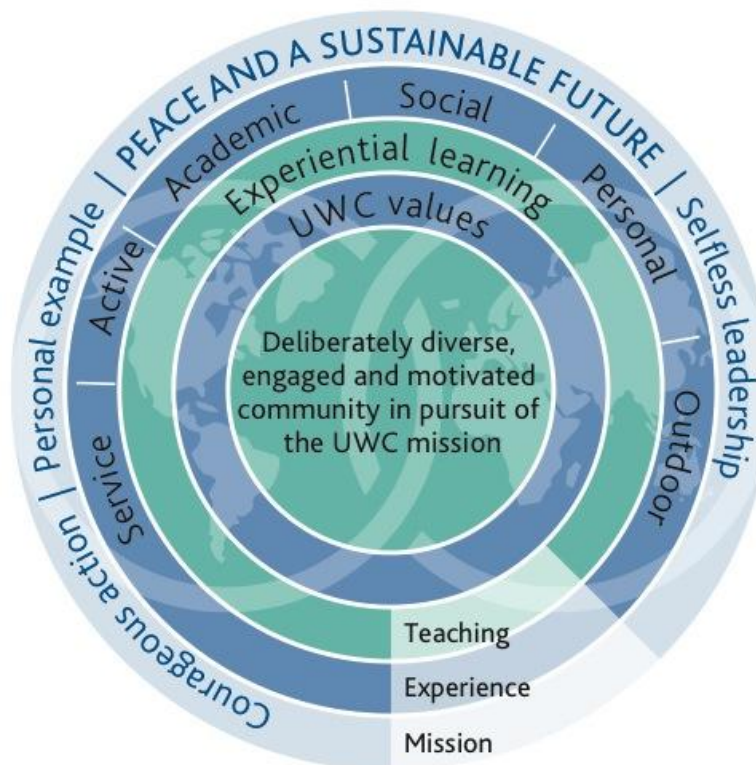 Courageous action | Personal example | PEACE AND A SUSTAINABLE FUTURE | Selfless leadership
Service
Active
Academic
Social
Personal
Outdoor
Experiential learning
UWC values
Deliberately diverse,
engaged and motivated
community in pursuit of
the UWC mission
Teaching
Experience
Mission